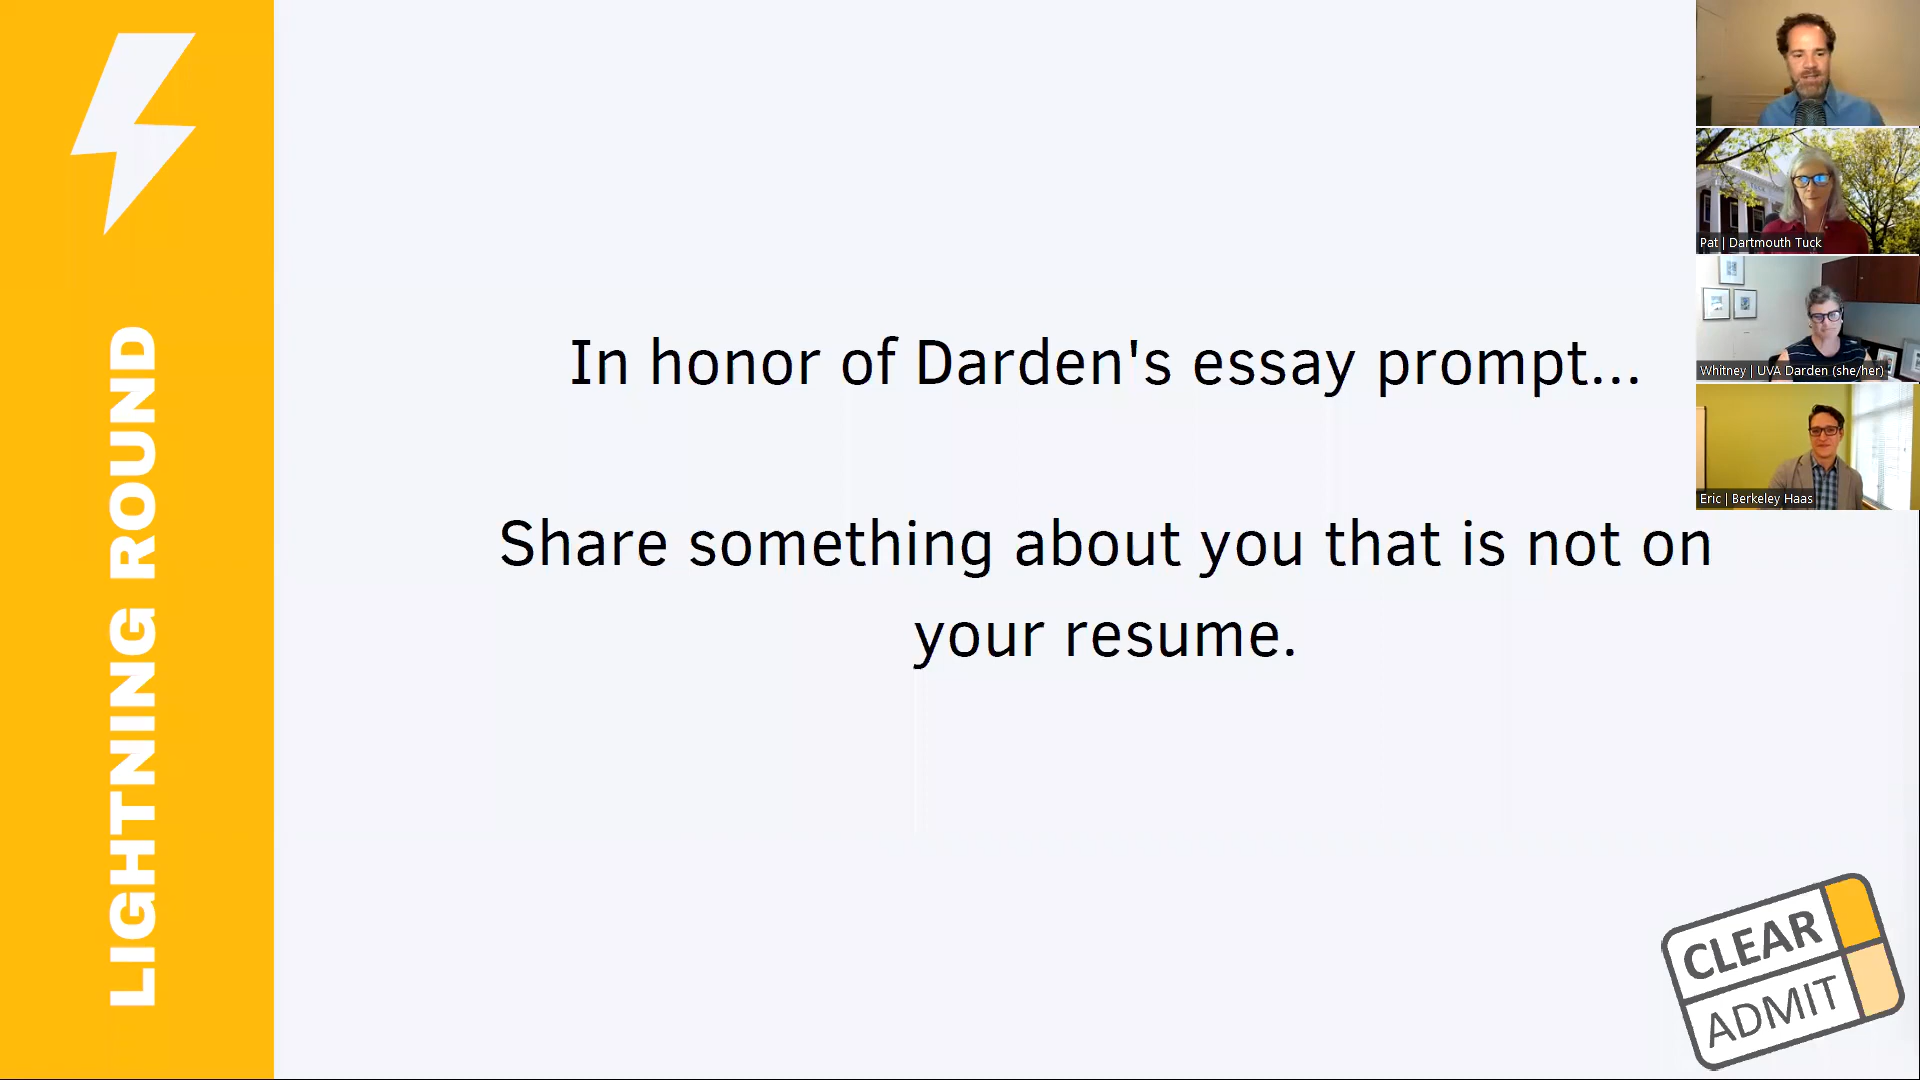 LIGHTNING ROUND
In honor of Darden's essay prompt...
Share something about you that is not on
your resume.
Pat | Dartmouth Tuck
Whitney | UVA Darden (she/her)
Eric | Berkeley Haas
CLEAR
ADMIT